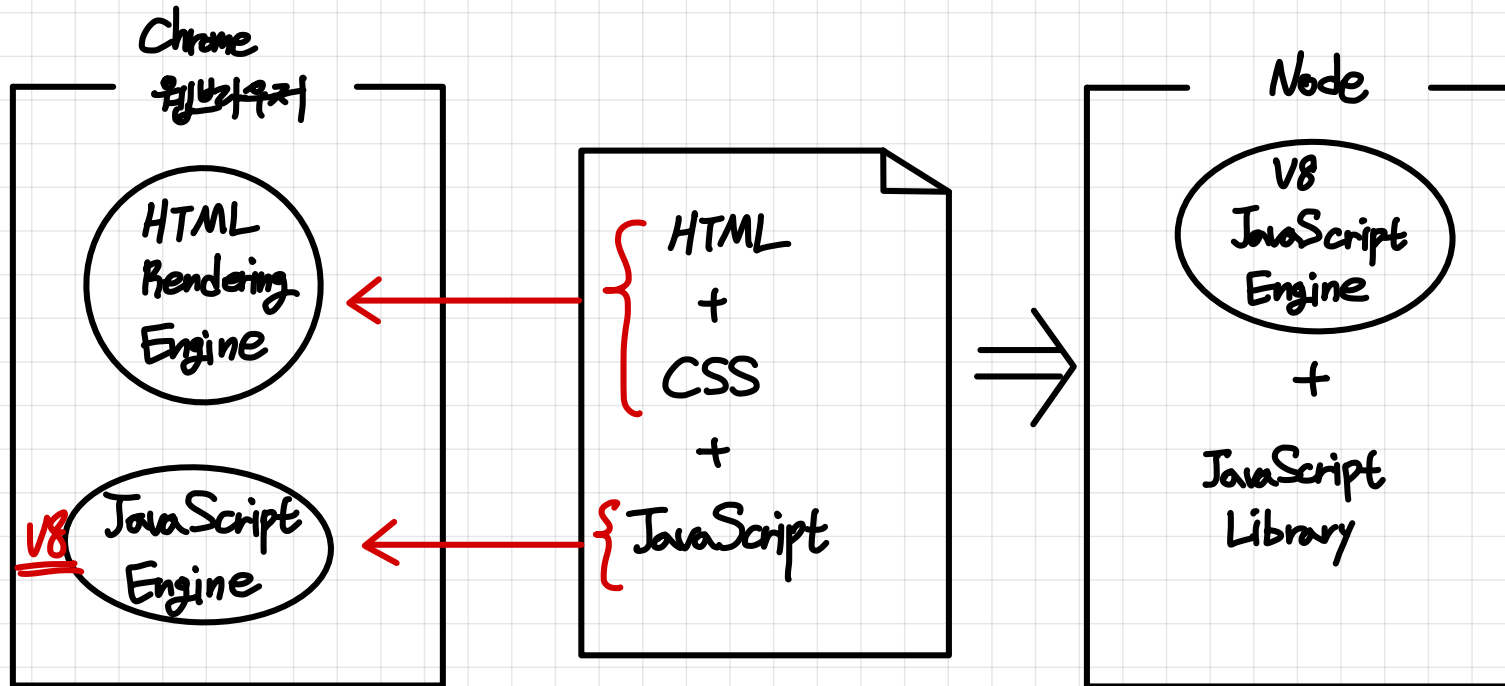 Chrome
웹브라우저
HTML
Rendering
Engine
V8
JavaScript
Engine
HTML
+
CSS
+
JavaScript
Node
V8
JavaScript
Engine
+
JavaScript
Library